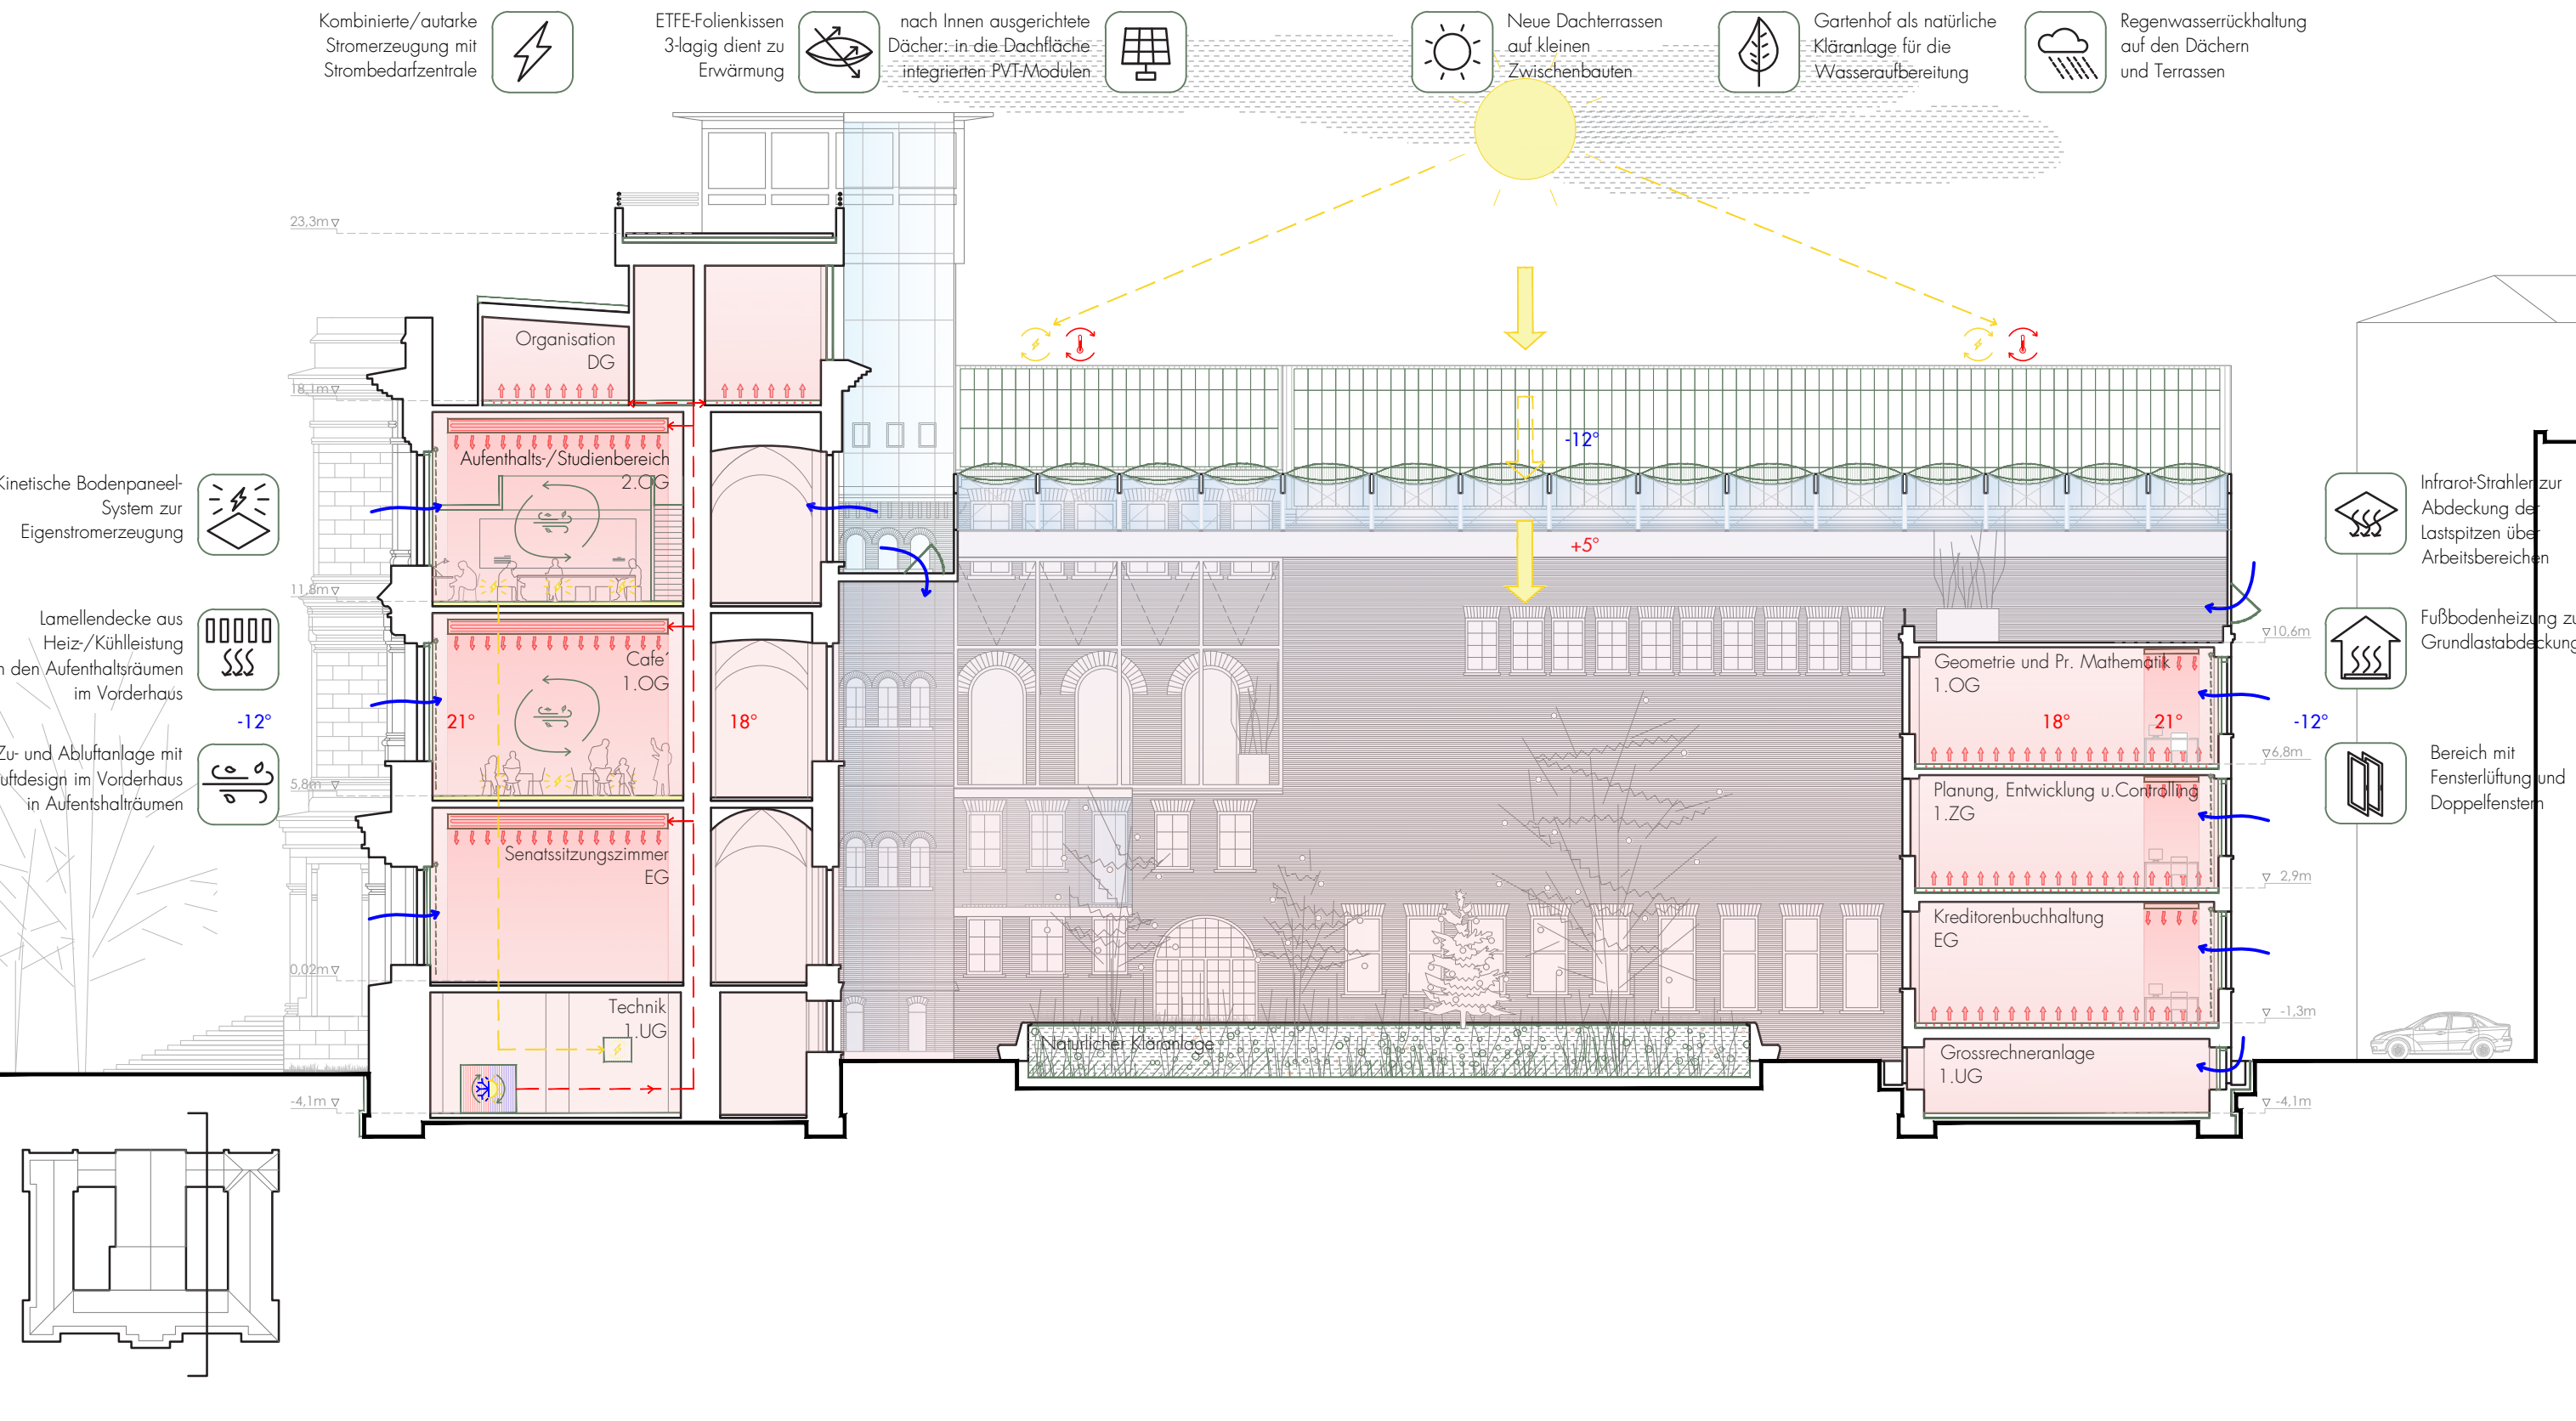 Kombinierte/autarke
Stromerzeugung mit
Strombedarfzentrale
ETFE-Folienkissen
3-lagig dient zu
Erwärmung
nach Innen ausgerichtete
Dächer: in die Dachfläche
integrierten PVT-Modulen
Neue Dachterrassen
auf kleinen
Zwischenbauten
Gartenhof als natürliche
Kläranlage für die
Wasseraufbereitung
Regenwasserrückhaltung
auf den Dächern
und Terrassen
23,3m
18,1m
11,8m
5,8m
0,02m
-4,1m
Kinetische Bodenpaneel-
System zur
Eigenstromerzeugung
Lamellendecke aus
Heiz-/Kühlleistung
den Aufenthaltsräumen
im Vorderhaus
-12°
Zu- und Abluftanlage mit
im Vorderhaus
in Aufentshalträumen
Organisation
DG
Aufenthalts-/Studienbereich
2.OG
Cafe´
1.OG
21°
18°
Senatssitzungszimmer
EG
Technik
1.UG
-12°
+5°
Natürlicher Kläranlage
Geometrie und Pr. Mathematik
1.OG
18°
21°
Planung, Entwicklung u.Controlling
1.ZG
Kreditorenbuchhaltung
EG
Grossrechneranlage
1.UG
10,6m
-12°
6,8m
2,9m
-1,3m
-4,1m
Infrarot-Strahler zur
Abdeckung der
Lastspitzen über
Arbeitsbereichen
Fußbodenheizung
Grundlastabdeckung
Bereich mit
Fensterlüftung und
Doppelfenstern